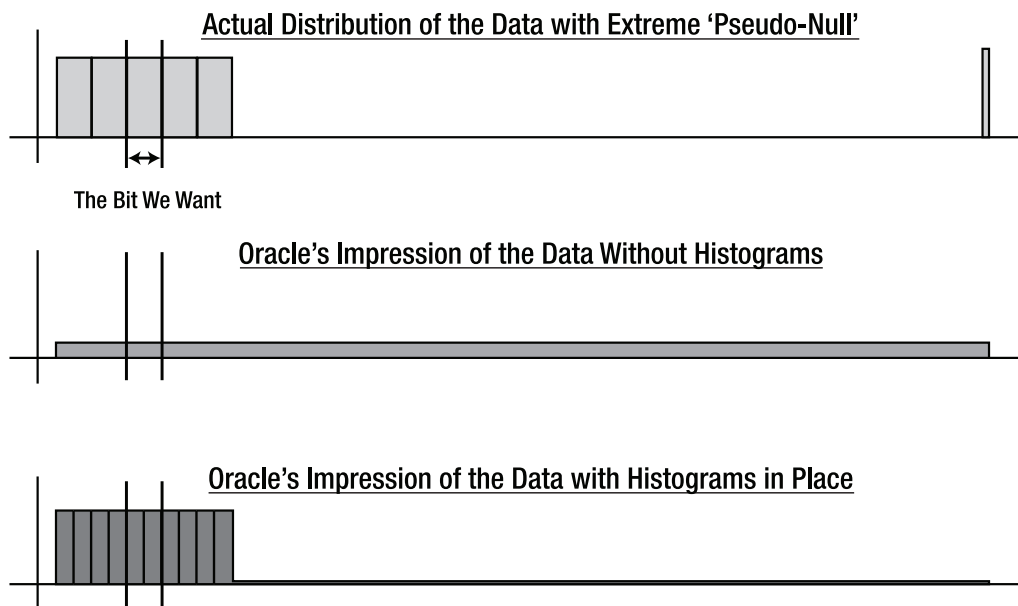 Actual Distribution of the Data with Extreme ‘Pseudo-Null’
The Bit We Want
Oracle’s Impression of the Data Without Histograms
Oracle’s Impression of the Data with Histograms in Place